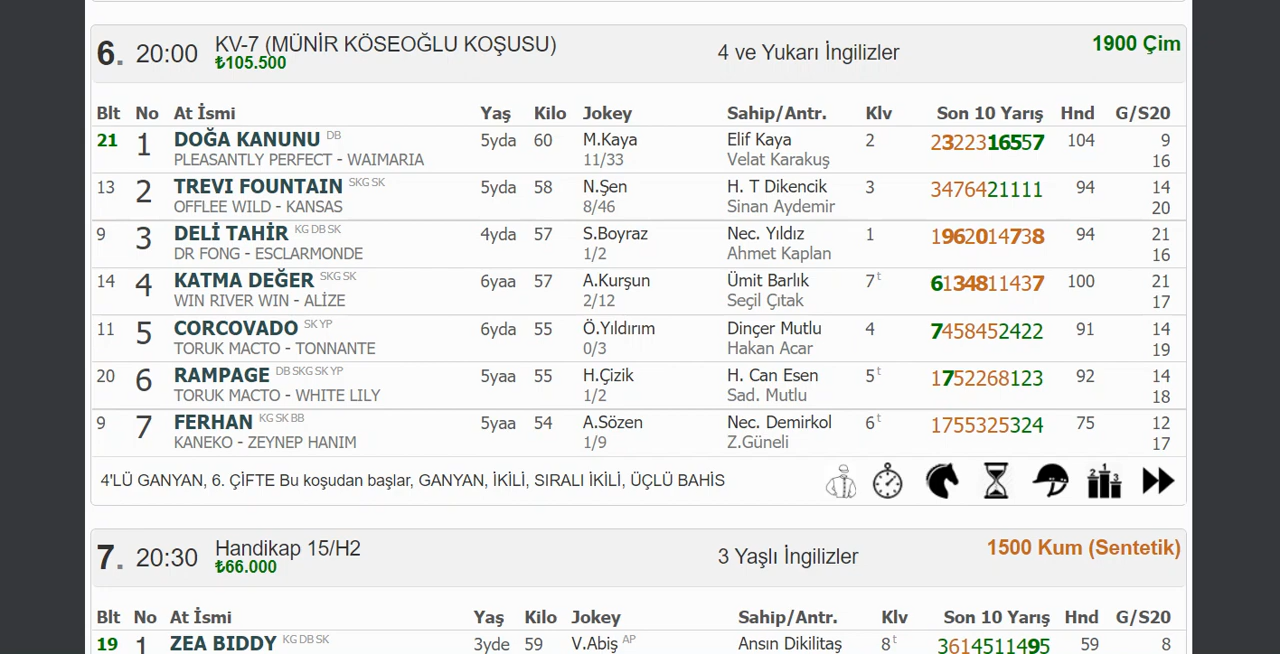 6. 20:00 KV-7 (MÜNİR KÖSEOĞLU KOŞUSU) 4 ve Yukarı İngilizler 1900 Çim
₺105.500
Blt No At İsmi Yaş Kilo Jokey Sahip/Antr. Klv Son 10 Yarış Hnd G/S20
21 1 DOĞA KANUNU DB 5yda 60 M.Kaya Elif Kaya 2 2322316557 104 9
PLEASANTLY PERFECT - WAIMARIA 11/33 Velat Karakuş 16
13 2 TREVI FOUNTAIN SKG SK 5yda 58 N.Şen H. T Dikencik 3 3476421111 94 14
OFFLEE WILD - KANSAS 8/46 Sinan Aydemir 20
9 3 DELİ TAHİR KG DB SK 4yda 57 S.Boyraz Nec. Yıldız 1 1962014738 94 21
DR FONG - ESCLARMONDE 1/2 Ahmet Kaplan 16
14 4 KATMA DEĞER SKG SK 6yaa 57 A.Kurşun Ümit Barlık 7t 6134811437 100 21
WIN RIVER WIN - ALİZE 2/12 Seçil Çıtak 17
11 5 CORCOVADO SK YP 6yda 55 Ö.Yıldırım Dinçer Mutlu 4 7458452422 91 14
TORUK MACTO - TONNANTE 0/3 Hakan Acar 19
20 6 RAMPAGE DB SKG SK YP 5yaa 55 H.Çizik H. Can Esen 5t 1752268123 92 14
TORUK MACTO - WHITE LILY 1/2 Sad. Mutlu 18
9 7 FERHAN KG SK BB 5yaa 54 A.Sözen Nec. Demirkol 6t 1755325324 75 12
KANEKO - ZEYNEP HANIM 1/9 Z.Güneli 17
4'LÜ GANYAN, 6. ÇİFTE Bu koşudan başlar, GANYAN, İKİLİ, SIRALI İKİLİ, ÜÇLÜ BAHİS 2 1 3
7. 20:30 Handikap 15/H2 3 Yaşlı İngilizler 1500 Kum (Sentetik)
₺66.000
Blt No At İsmi Yaş Kilo Jokey Sahip/Antr. Klv Son 10 Yarış Hnd G/S20
19 1 ZEA BIDDY KG DB SK 3yde 59 V.Abiş AP Ansın Dikilitaş 8t 3614511495 59 8